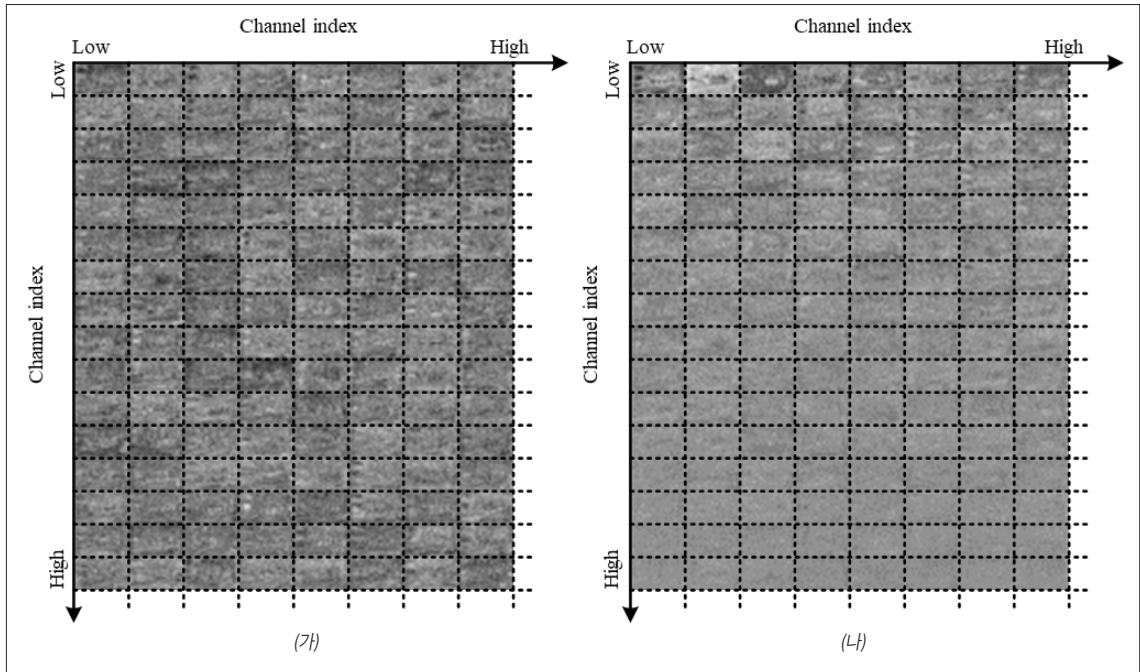 Channel index
Low
High
Low
Channel index
High
(가)
Channel index
Low
High
Low
Channel index
High
(나)